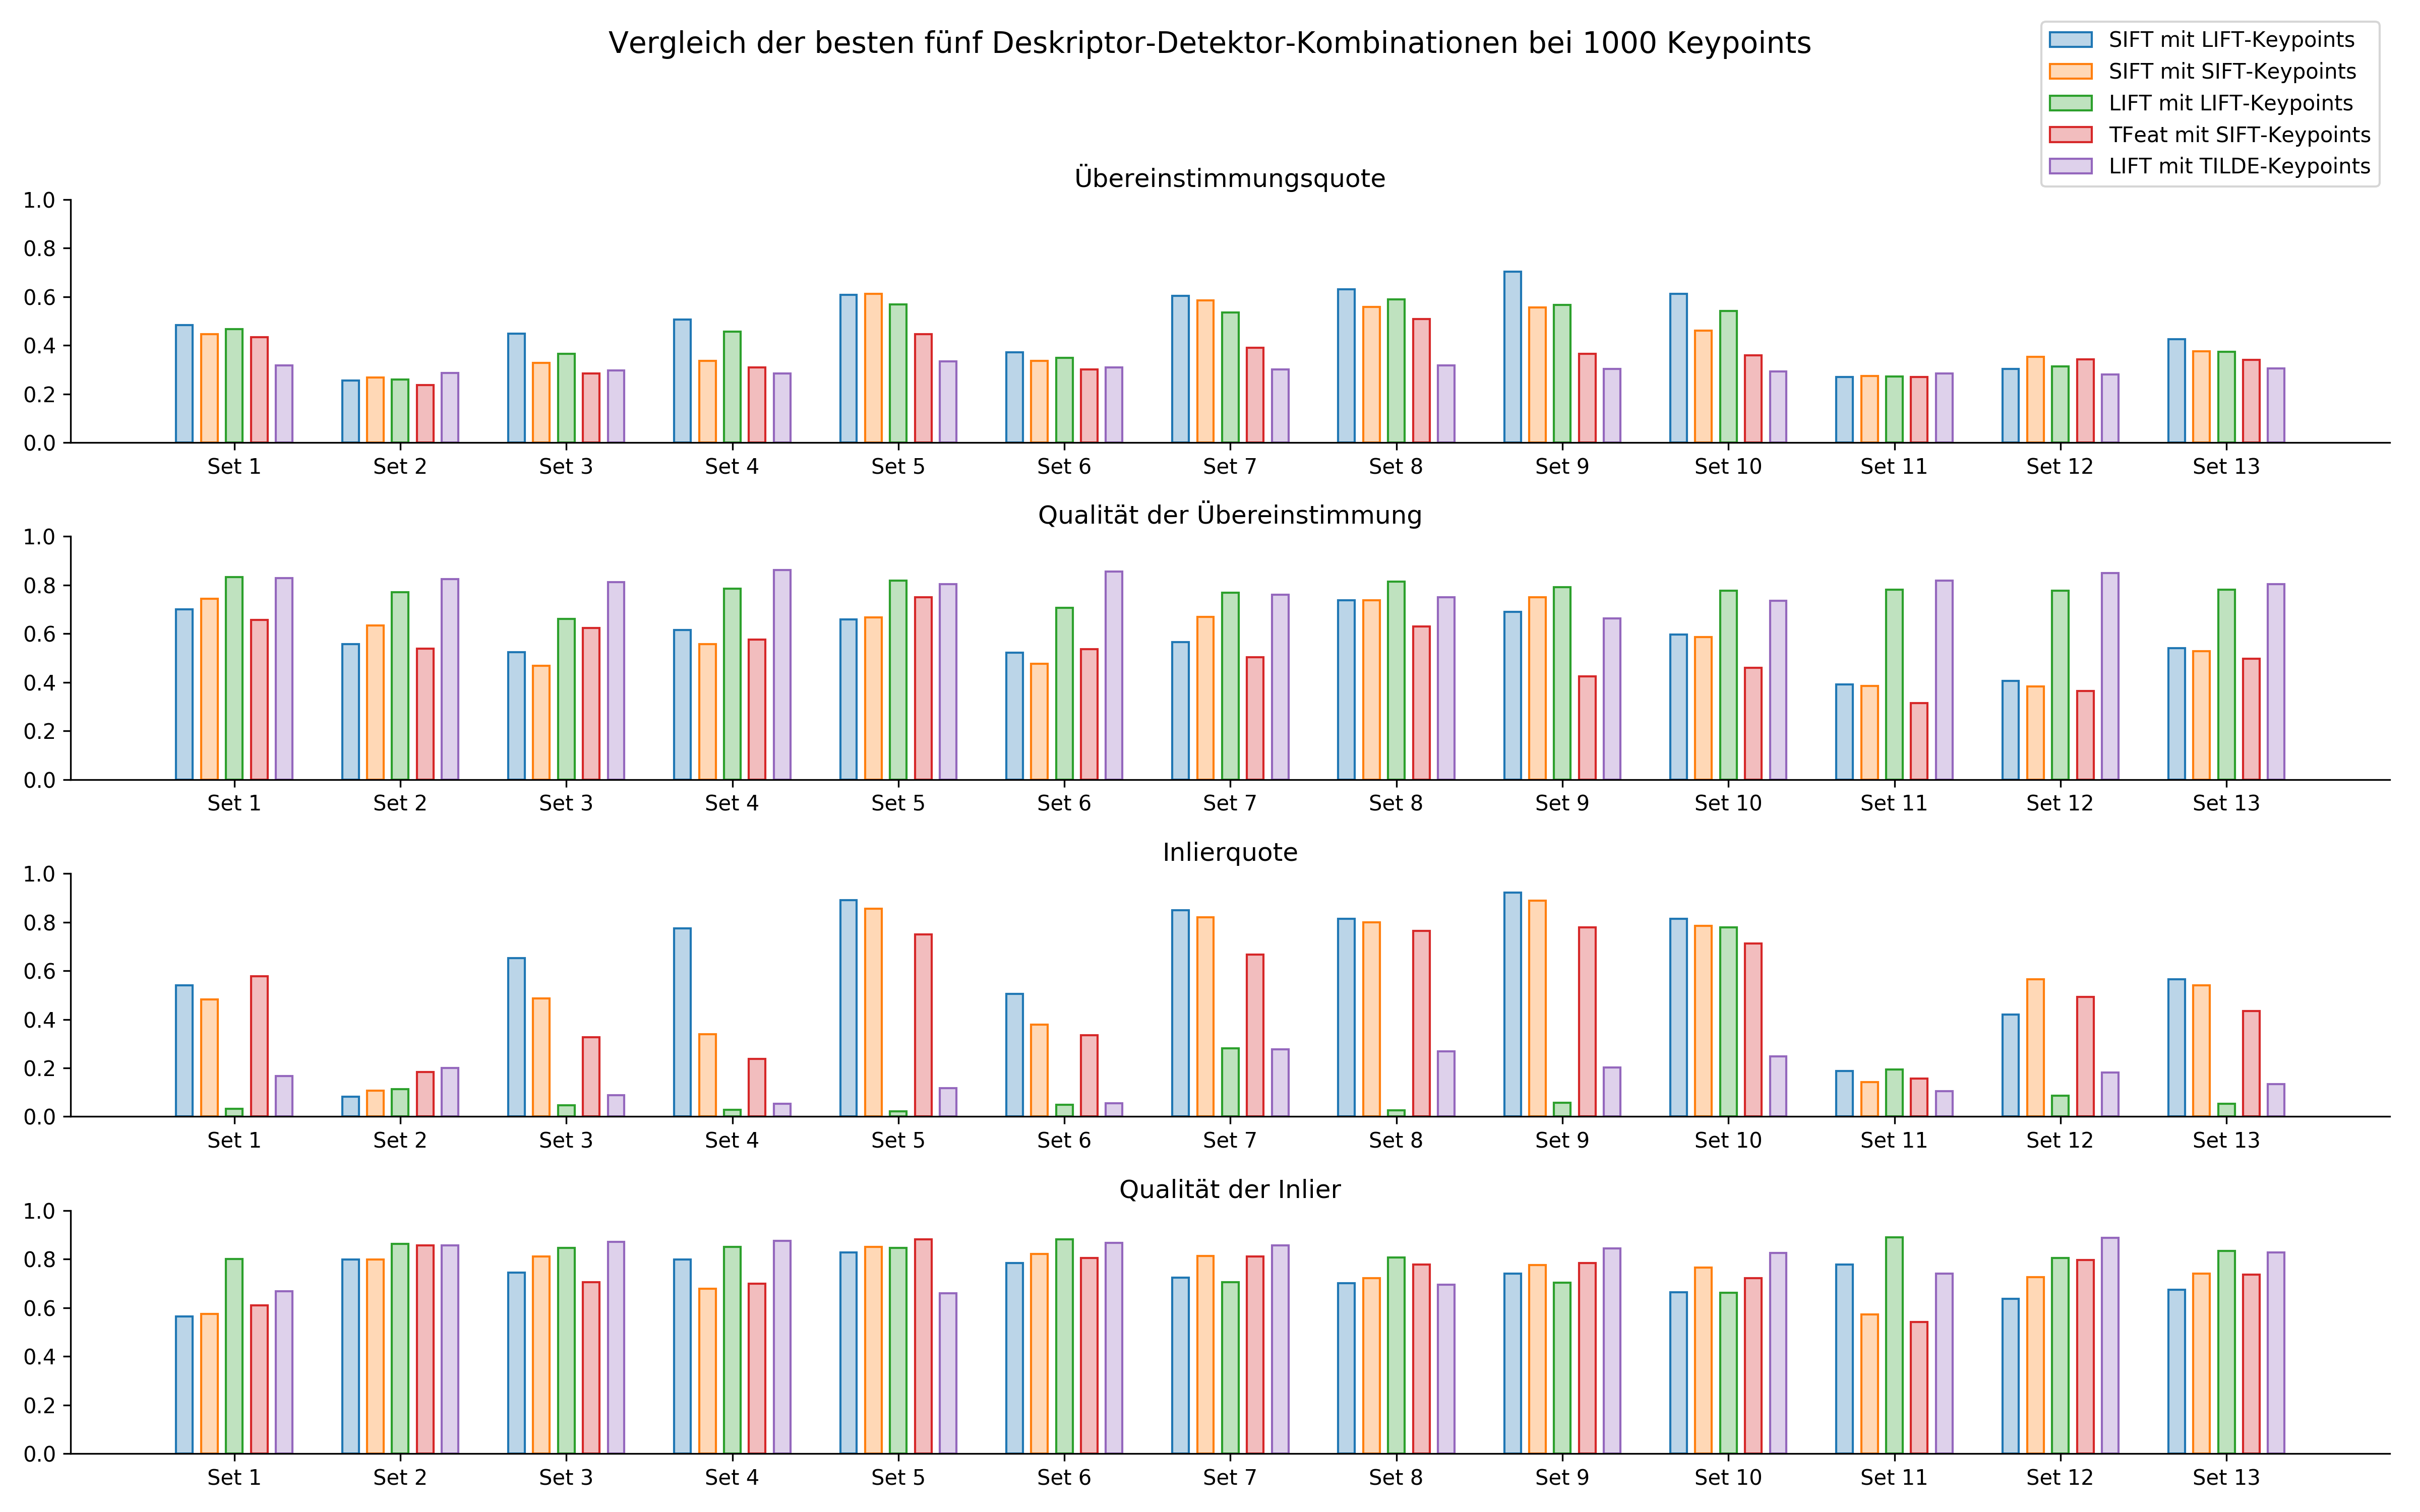 Vergleich der besten fünf Deskriptor-Detektor-Kombinationen bei 1000 Keypoints
SIFT mit LIFT-Keypoints
SIFT mit SIFT-Keypoints
LIFT mit LIFT-Keypoints
TFeat mit SIFT-Keypoints
LIFT mit TILDE-Keypoints
Übereinstimmungsquote
1.0
0.8
0.6
0.4
0.2
0.0
Set 1 Set 2 Set 3 Set 4 Set 5 Set 6 Set 7 Set 8 Set 9 Set 10 Set 11 Set 12 Set 13
Qualität der Übereinstimmung
1.0
0.8
0.6
0.4
0.2
0.0
Set 1 Set 2 Set 3 Set 4 Set 5 Set 6 Set 7 Set 8 Set 9 Set 10 Set 11 Set 12 Set 13
Inlierquote
1.0
0.8
0.6
0.4
0.2
0.0
Set 1 Set 2 Set 3 Set 4 Set 5 Set 6 Set 7 Set 8 Set 9 Set 10 Set 11 Set 12 Set 13
Qualität der Inlier
1.0
0.8
0.6
0.4
0.2
0.0
Set 1 Set 2 Set 3 Set 4 Set 5 Set 6 Set 7 Set 8 Set 9 Set 10 Set 11 Set 12 Set 13